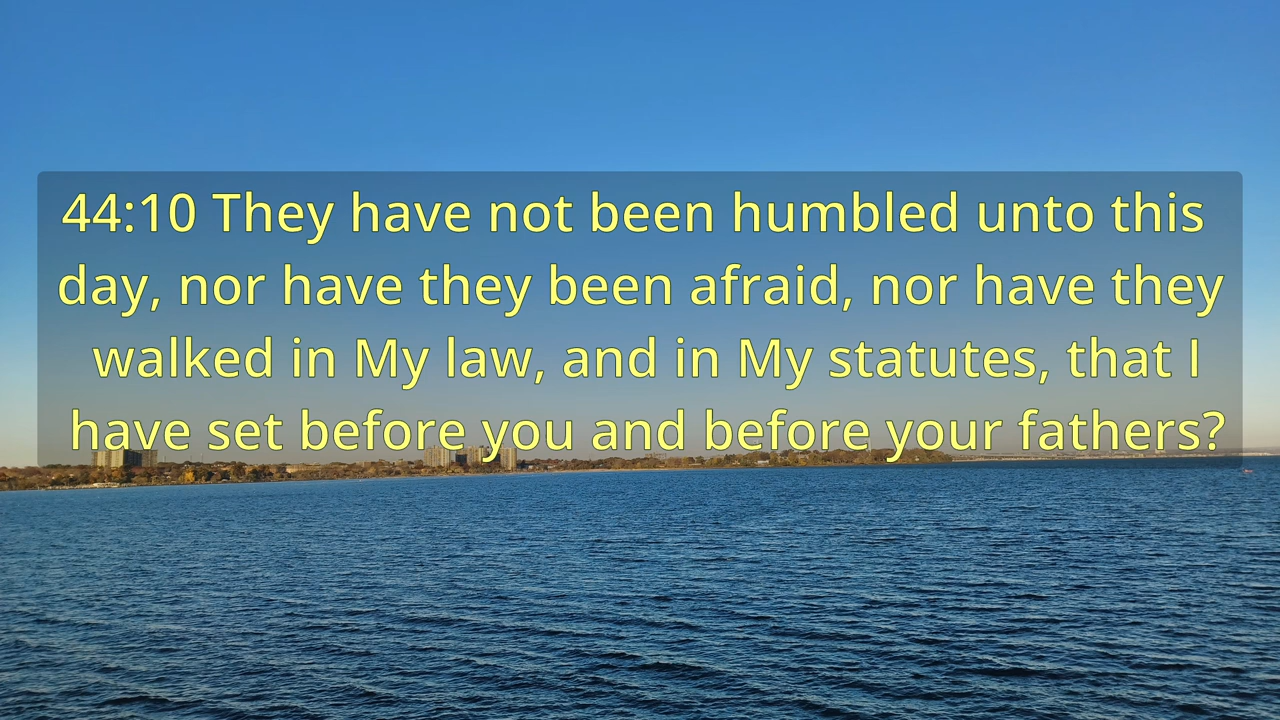 44:10 They have not been humbled unto this
day, nor have they been afraid, nor have they
walked in My law, and in My statutes, that I
have set before you and before your fathers?